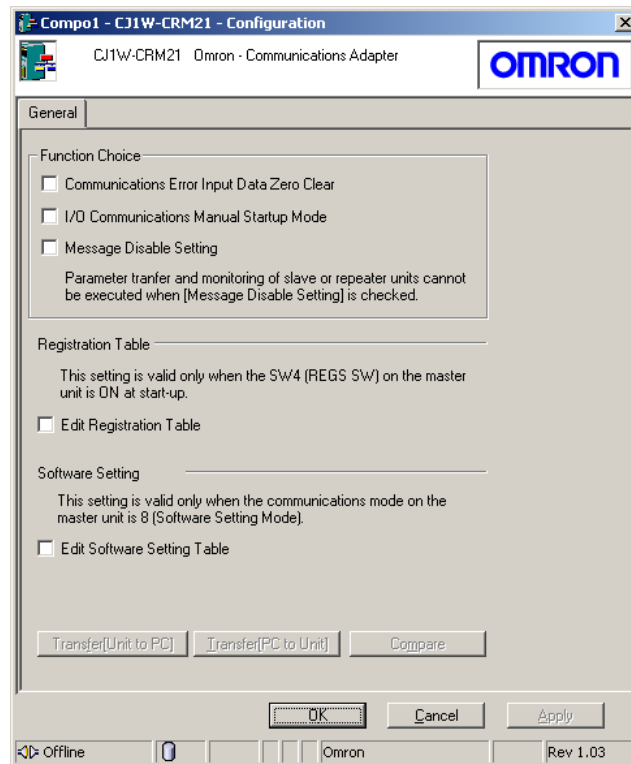 Compo1 - CJ1W-CRM21 - Configuration
CJ1W-CRM21 Omron - Communications Adapter
OMRON
General
Function Choice
Communications Error Input Data Zero Clear
I/O Communications Manual Startup Mode
Message Disable Setting
Parameter tranfer and monitoring of slave or repeater units cannot
be executed when [Message Disable Setting] is checked.
Registration Table
This setting is valid only when the SW4 (REGS SW) on the master
unit is ON at start-up.
Edit Registration Table
Software Setting
This setting is valid only when the communications mode on the
master unit is 8 (Software Setting Mode).
Edit Software Setting Table
Transfer[Unit to PC] Transfer[PC to Unit] Compare
OK Cancel Apply
Offline Omron Rev 1.03